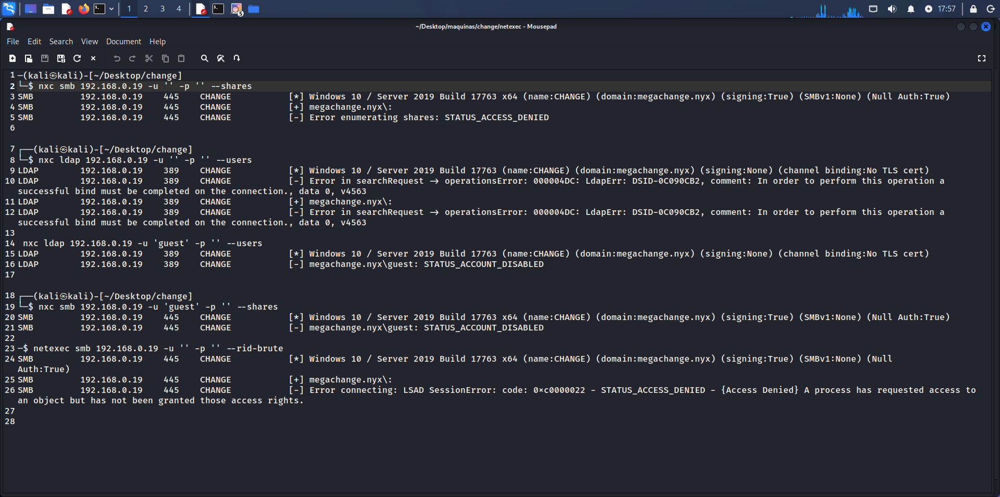 1 2 3 4 5 17:57
~/Desktop/maquinas/change/netexec - Mousepad
File Edit Search View Document Help
1 ─(kali㉿kali)-[~/Desktop/change]
2 └─$ nxc smb 192.168.0.19 -u '' -p '' --shares
3 SMB 192.168.0.19 445 CHANGE [*] Windows 10 / Server 2019 Build 17763 x64 (name:CHANGE) (domain:megachange.nyx) (signing:True) (SMBv1:None) (Null Auth:True)
4 SMB 192.168.0.19 445 CHANGE [+] megachange.nyx\:
5 SMB 192.168.0.19 445 CHANGE [-] Error enumerating shares: STATUS_ACCESS_DENIED
6
7 ┌──(kali㉿kali)-[~/Desktop/change]
8 └─$ nxc ldap 192.168.0.19 -u '' -p '' --users
9 LDAP 192.168.0.19 389 CHANGE [*] Windows 10 / Server 2019 Build 17763 (name:CHANGE) (domain:megachange.nyx) (signing:None) (channel binding:No TLS cert)
10 LDAP 192.168.0.19 389 CHANGE [-] Error in searchRequest -> operationsError: 000004DC: LdapErr: DSID-0C090CB2, comment: In order to perform this operation a
successful bind must be completed on the connection., data 0, v4563
11 LDAP 192.168.0.19 389 CHANGE [+] megachange.nyx\:
12 LDAP 192.168.0.19 389 CHANGE [-] Error in searchRequest -> operationsError: 000004DC: LdapErr: DSID-0C090CB2, comment: In order to perform this operation a
successful bind must be completed on the connection., data 0, v4563
13
14 nxc ldap 192.168.0.19 -u 'guest' -p '' --users
15 LDAP 192.168.0.19 389 CHANGE [*] Windows 10 / Server 2019 Build 17763 (name:CHANGE) (domain:megachange.nyx) (signing:None) (channel binding:No TLS cert)
16 LDAP 192.168.0.19 389 CHANGE [-] megachange.nyx\guest: STATUS_ACCOUNT_DISABLED
17
18 ┌──(kali㉿kali)-[~/Desktop/change]
19 └─$ nxc smb 192.168.0.19 -u 'guest' -p '' --shares
20 SMB 192.168.0.19 445 CHANGE [*] Windows 10 / Server 2019 Build 17763 x64 (name:CHANGE) (domain:megachange.nyx) (signing:True) (SMBv1:None) (Null Auth:True)
21 SMB 192.168.0.19 445 CHANGE [-] megachange.nyx\guest: STATUS_ACCOUNT_DISABLED
22
23 ─$ netexec smb 192.168.0.19 -u '' -p '' --rid-brute
24 SMB 192.168.0.19 445 CHANGE [*] Windows 10 / Server 2019 Build 17763 x64 (name:CHANGE) (domain:megachange.nyx) (signing:True) (SMBv1:None) (Null
Auth:True)
25 SMB 192.168.0.19 445 CHANGE [+] megachange.nyx\:
26 SMB 192.168.0.19 445 CHANGE [-] Error connecting: LSAD SessionError: code: 0xc0000022 - STATUS_ACCESS_DENIED - {Access Denied} A process has requested access to
an object but has not been granted those access rights.
27
28